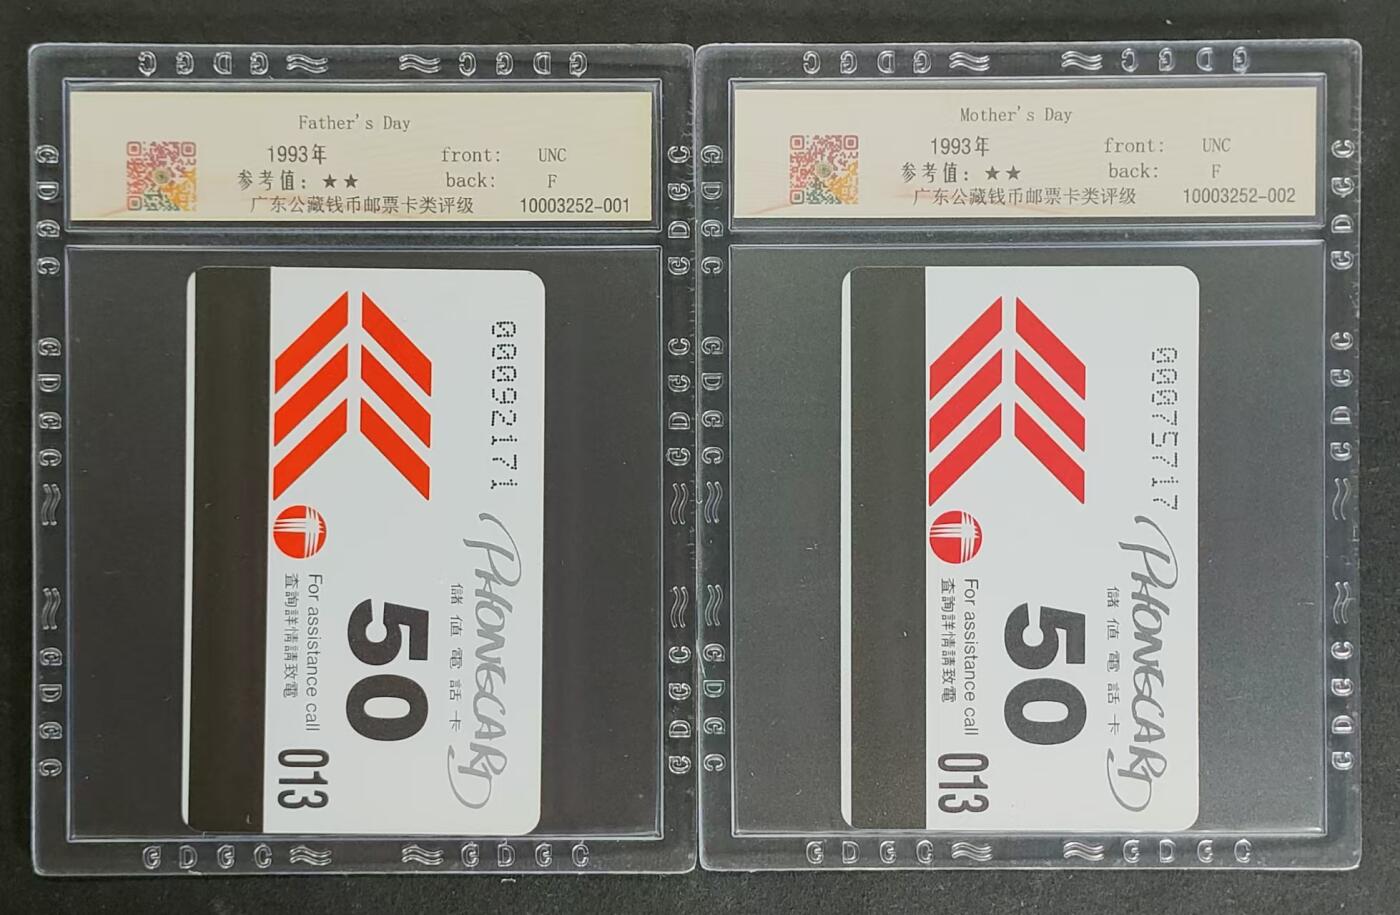 Father's Day
1993年 front: UNC
参考值：★★ back: F
广东公藏钱币邮票卡类评级 10003252-001
00092171
PHONECARD
儲值電話卡
50
For assistance call
查詢詳情請致電
013
Mother's Day
1993年 front: UNC
参考值：★★ back: F
广东公藏钱币邮票卡类评级 10003252-002
00075717
PHONECARD
儲值電話卡
50
For assistance call
查詢詳情請致電
013